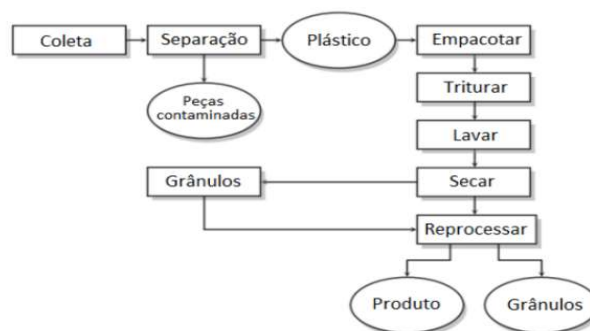 Coleta
Separação
Plástico
Empacotar
Peças
contaminadas
Triturar
Lavar
Grânulos
Secar
Reprocessar
Produto
Grânulos